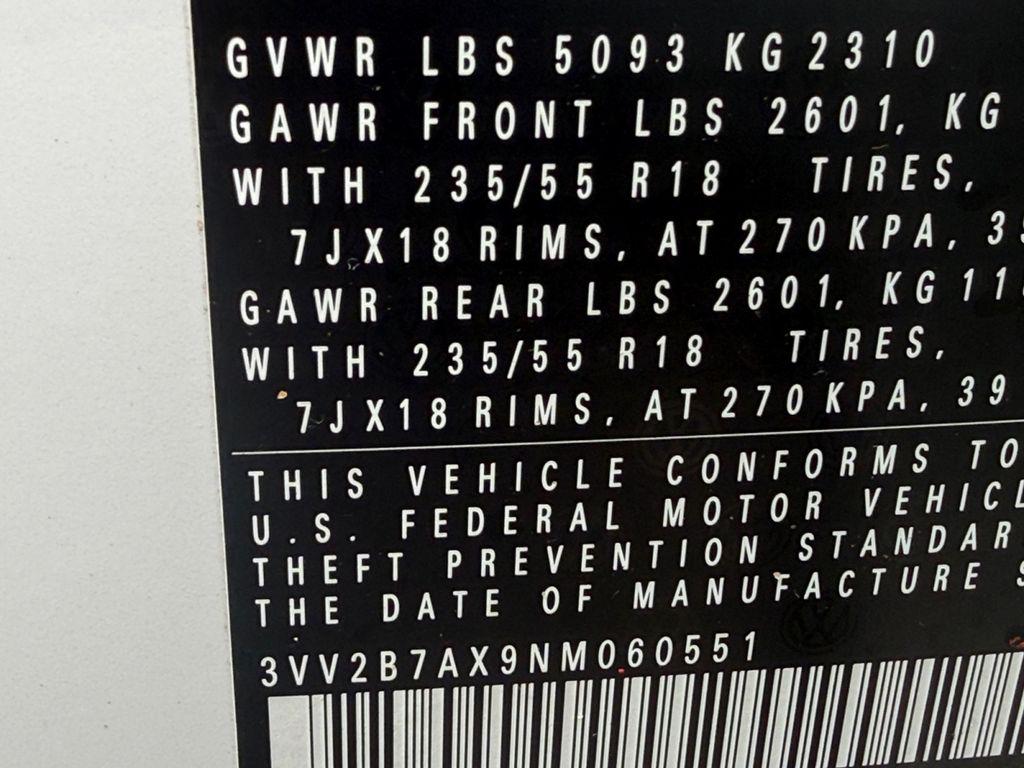 GVWR LBS 5093 KG 2310
GAWR FRONT LBS 2601, KG
WITH 235/55 R18 TIRES,
7JX18 RIMS, AT 270 KPA,
GAWR REAR LBS 2601, KG
WITH 235/55 R18 TIRES,
7JX18 RIMS, AT 270 KPA, 39
THIS VEHICLE CONFORMS TO
U.S. FEDERAL MOTOR
THEFT PREVENTION
THE DATE OF MANUFACTURE
3VV2B7AX9NM060551